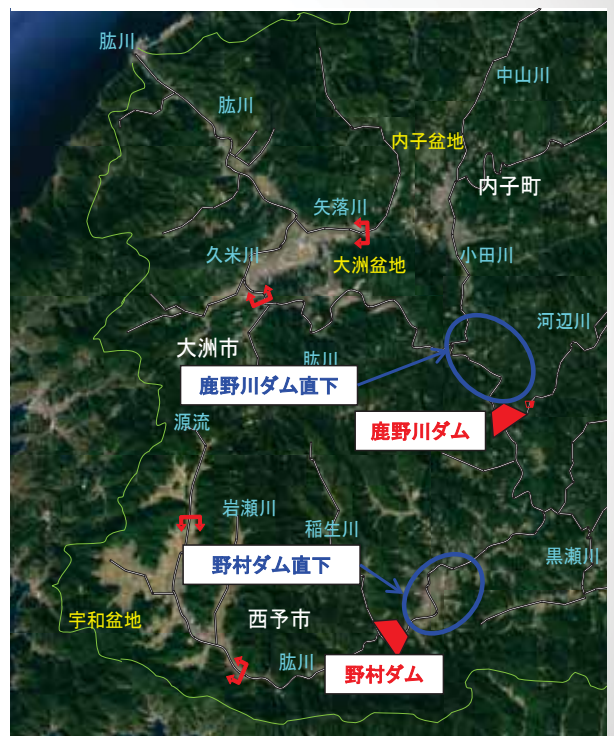 肱川
中山川
肱川
内子盆地
内子町
矢落川
久米川
小田川
大洲盆地
河辺川
大洲市
肱川
鹿野川ダム直下
源流
鹿野川ダム
岩瀬川
稲生川
野村ダム直下
黒瀬川
宇和盆地
西予市
肱川
野村ダム